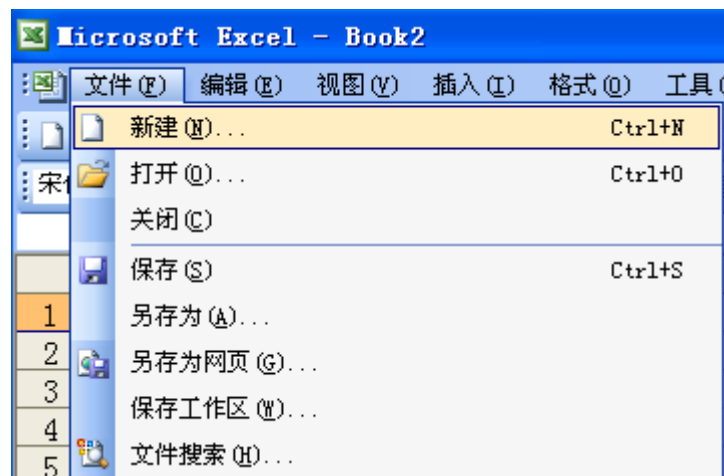 Microsoft Excel - Book2
文件(F) 编辑(E) 视图(V) 插入(I) 格式(O) 工具(
新建(N)... Ctrl+N
打开(O)... Ctrl+O
关闭(C)
保存(S) Ctrl+S
1 另存为(A)...
2 另存为网页(G)...
3 保存工作区(W)...
4
5 文件搜索(H)...